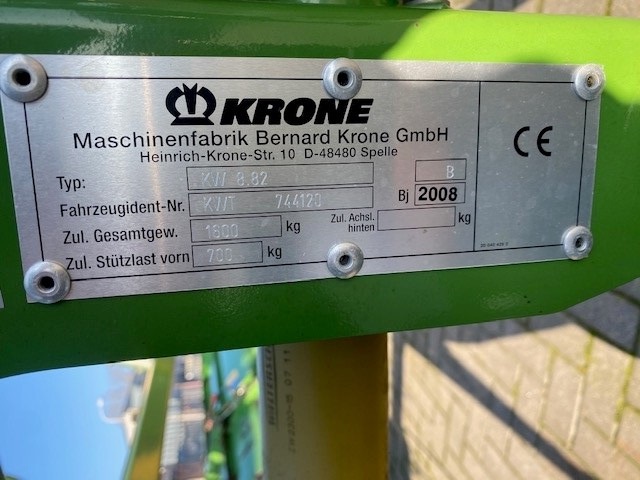 KRONE
Maschinenfabrik Bernard Krone GmbH
Heinrich-Krone-Str. 10 D-48480 Spelle
Typ: KW 8.82 B
Fahrzeugident-Nr. KWT 744120 Bj 2008
Zul. Gesamtgew. 1600 kg Zul. Achsl. hinten kg
Zul. Stützlast vorn 700 kg
CE